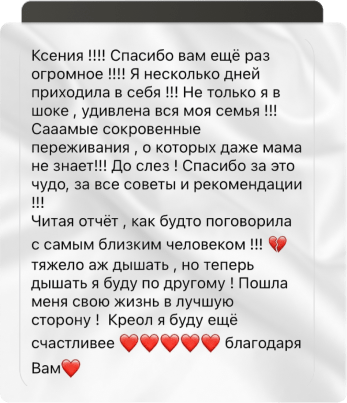 Ксения !!!! Спасибо вам ещё раз
огромное !!!! Я несколько дней
приходила в себя !!! Не только я в
шоке , удивлена вся моя семья !!!
Сааамые сокровенные
переживания , о которых даже мама
не знает!!! До слез ! Спасибо за это
чудо, за все советы и рекомендации
!!!
Читая отчёт , как будто поговорила
с самым близким человеком !!! 💔
тяжело аж дышать , но теперь
дышать я буду по другому ! Пошла
меня свою жизнь в лучшую
сторону !  Креол я буду ещё
счастливее ❤️❤️❤️❤️❤️ благодаря
Вам❤️